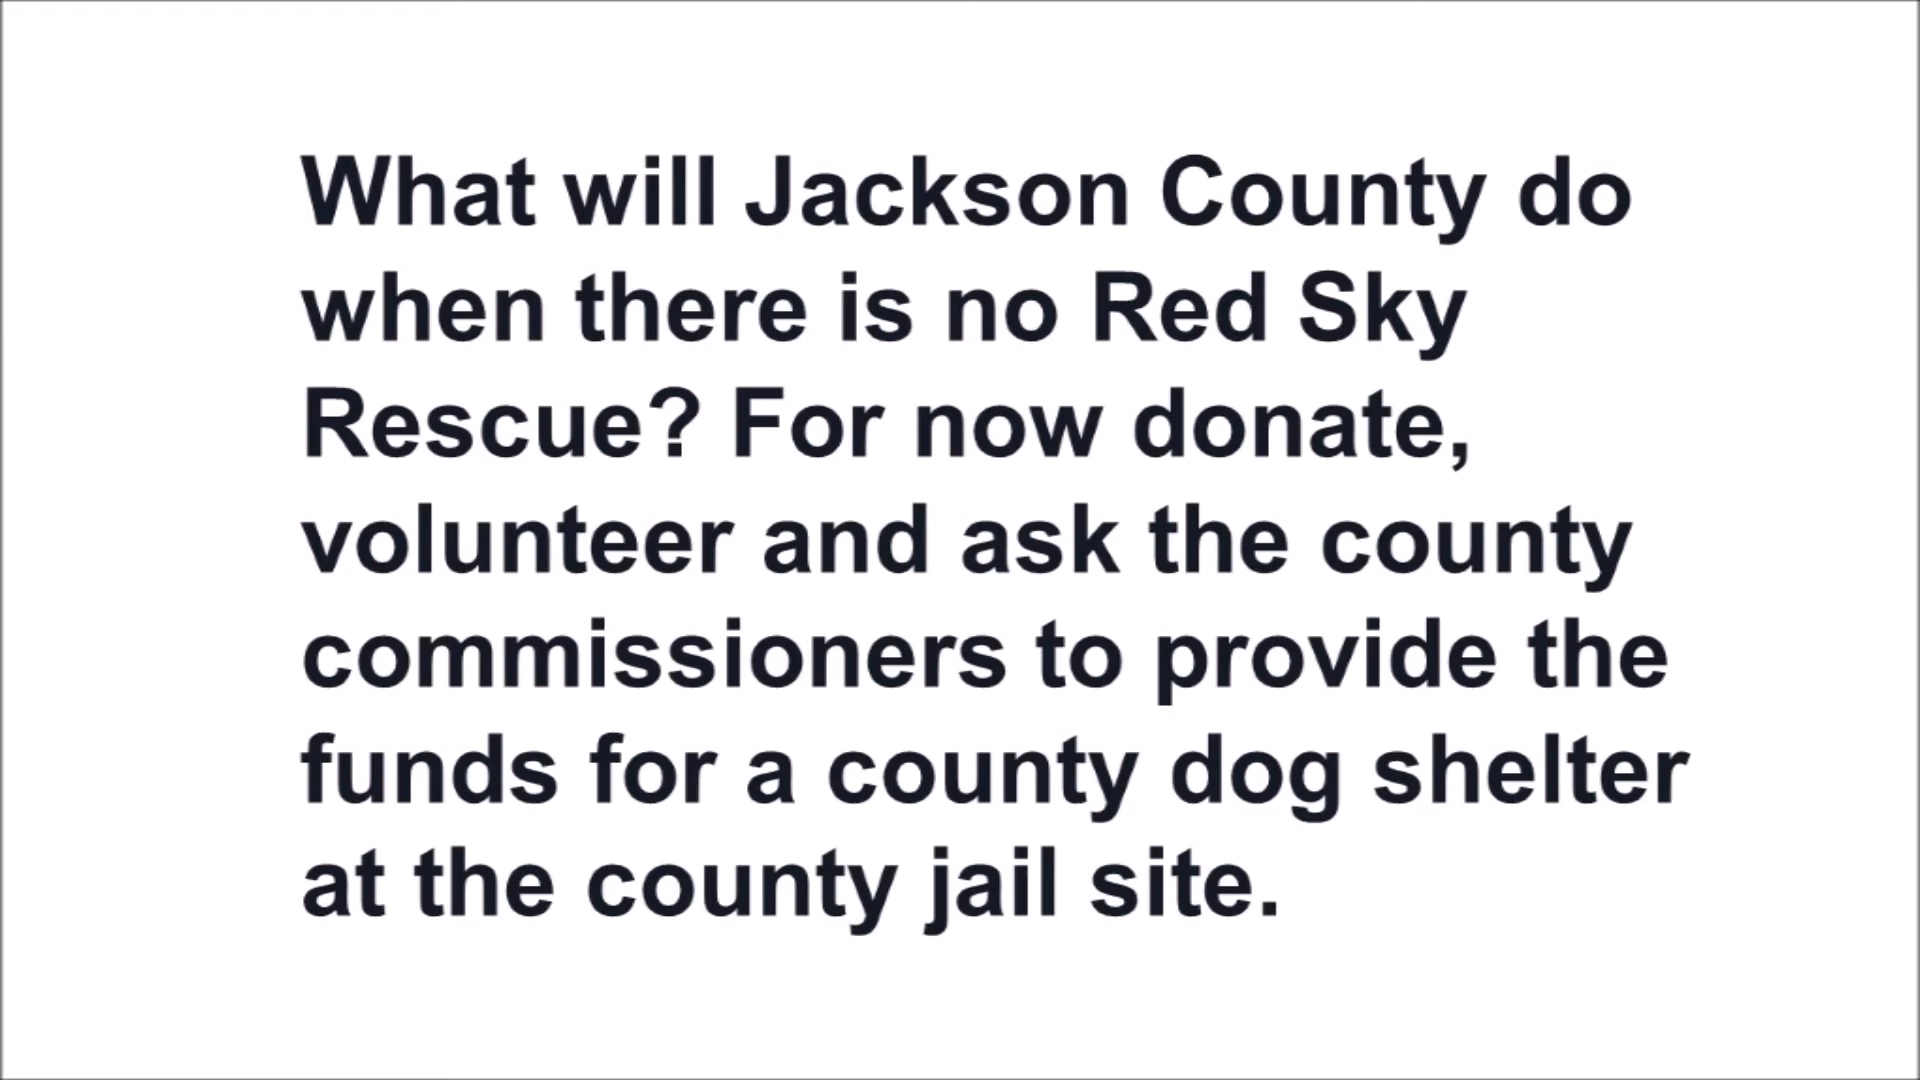 What will Jackson County do
when there is no Red Sky
Rescue? For now donate,
volunteer and ask the county
commissioners to provide the
funds for a county dog shelter
at the county jail site.